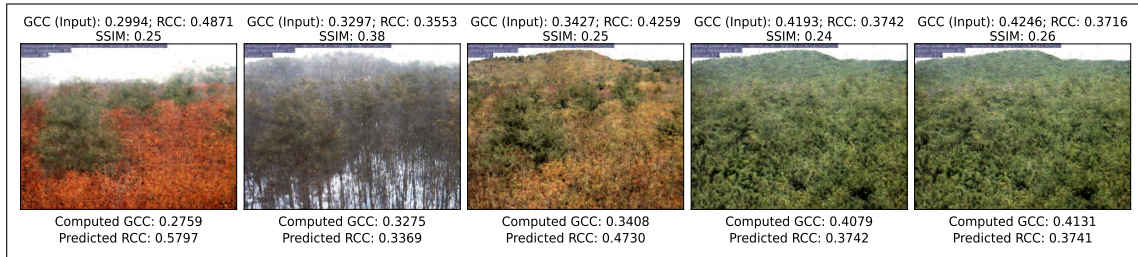 GCC (Input): 0.2994; RCC: 0.4871
SSIM: 0.25
GCC (Input): 0.3297; RCC: 0.3553
SSIM: 0.38
GCC (Input): 0.3427; RCC: 0.4259
SSIM: 0.25
GCC (Input): 0.4193; RCC: 0.3742
SSIM: 0.24
GCC (Input): 0.4246; RCC: 0.3716
SSIM: 0.26
Computed GCC: 0.2759
Predicted RCC: 0.5797
Computed GCC: 0.3275
Predicted RCC: 0.3369
Computed GCC: 0.3408
Predicted RCC: 0.4730
Computed GCC: 0.4079
Predicted RCC: 0.3742
Computed GCC: 0.4131
Predicted RCC: 0.3741